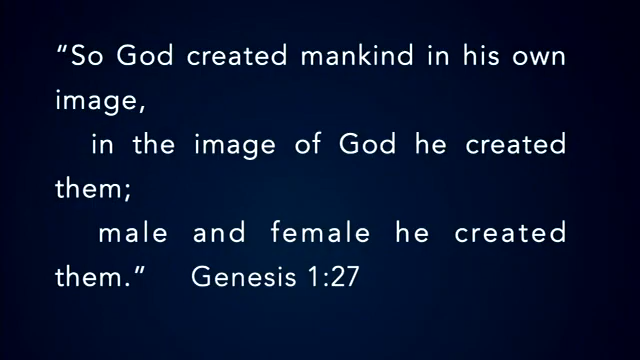 “So God created mankind in his own
image,
in the image of God he created
them;
male and female he created
them.” Genesis 1:27